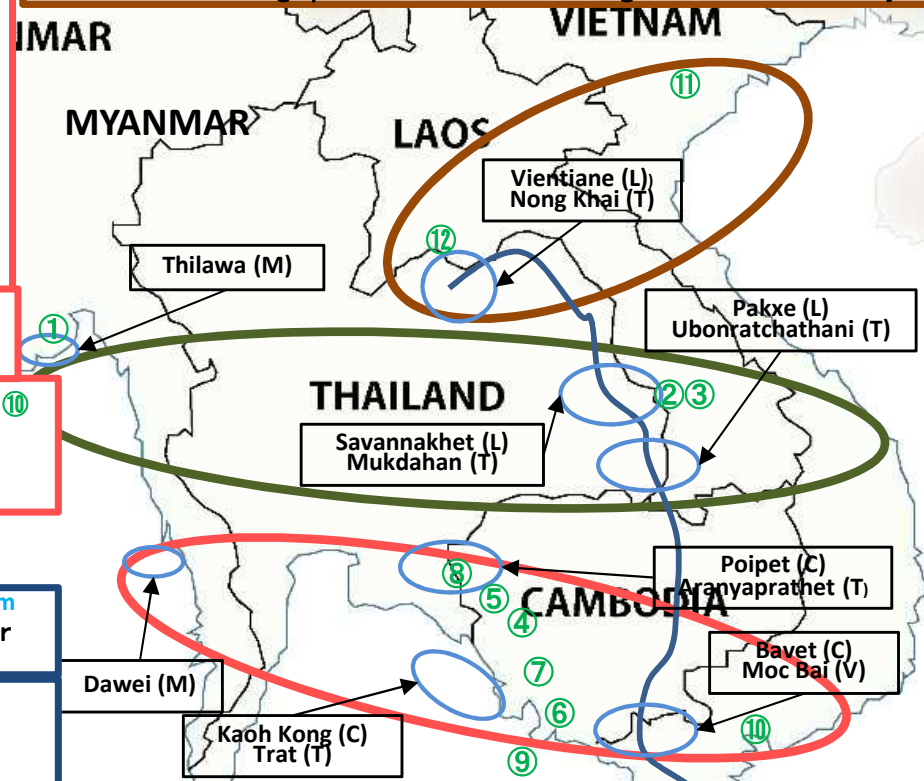 VIETNAM
MYANMAR
LAOS
⑪
Vientiane (L)
Nong Khai (T)
⑫
Thilawa (M)
①
Pakxe (L)
Ubonratchathani (T)
⑩
THAILAND
②③
Savannakhet (L)
Mukdahan (T)
Poipet (C)
Aranyaprathet (T)
⑧
⑤
CAMBODIA
④
r
Bavet (C)
Moc Bai (V)
Dawei (M)
⑦
⑥
⑩
Kaoh Kong (C)
Trat (T)
⑨